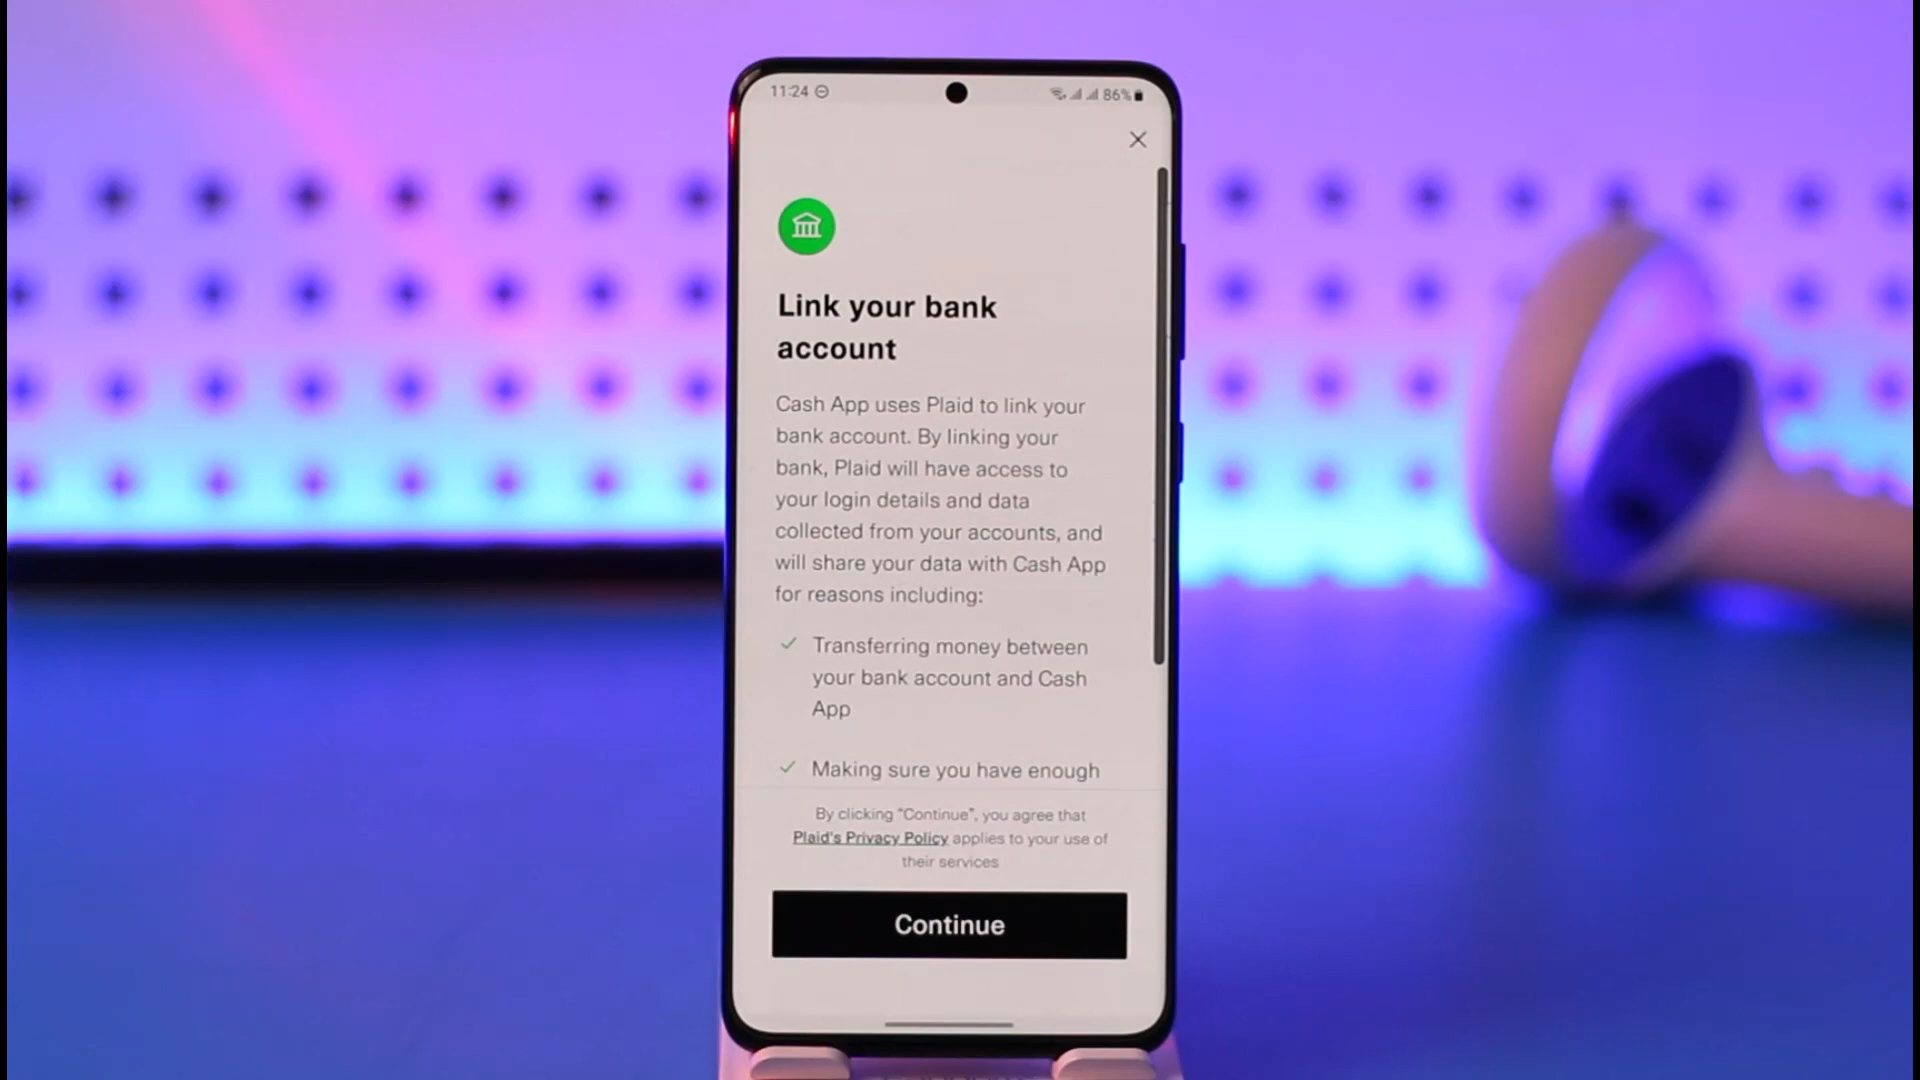 11:24
86%
Link your bank
account
Cash App uses Plaid to link your
bank account. By linking your
bank, Plaid will have access to
your login details and data
collected from your accounts, and
will share your data with Cash App
for reasons including:
Transferring money between
your bank account and Cash
App
Making sure you have enough
By clicking “Continue”, you agree that
Plaid's Privacy Policy applies to your use of
their services
Continue